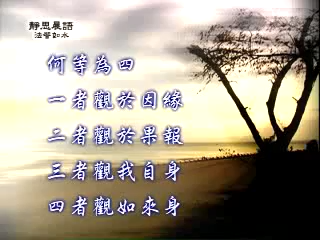 靜思晨語
法譬如水
何等為四
一者觀於因緣
二者觀於果報
三者觀我自身
四者觀如來身